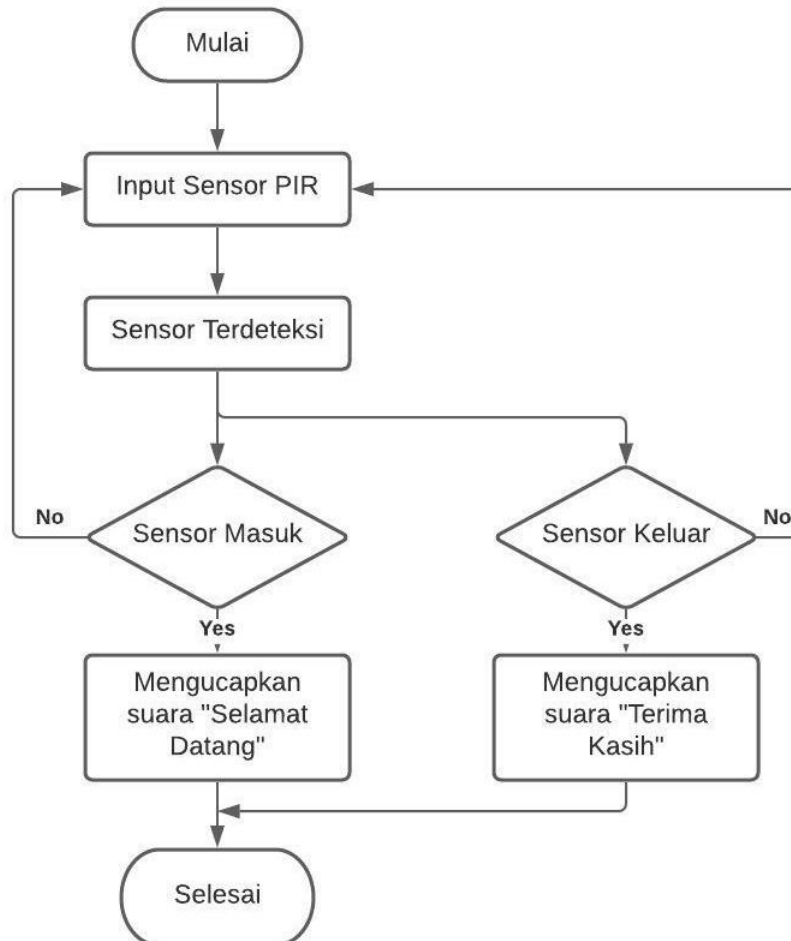 Mulai
Input Sensor PIR
Sensor Terdeteksi
No
Sensor Masuk
Sensor Keluar
No
Yes
Yes
Mengucapkan
suara "Selamat
Datang"
Mengucapkan
suara "Terima
Kasih"
Selesai